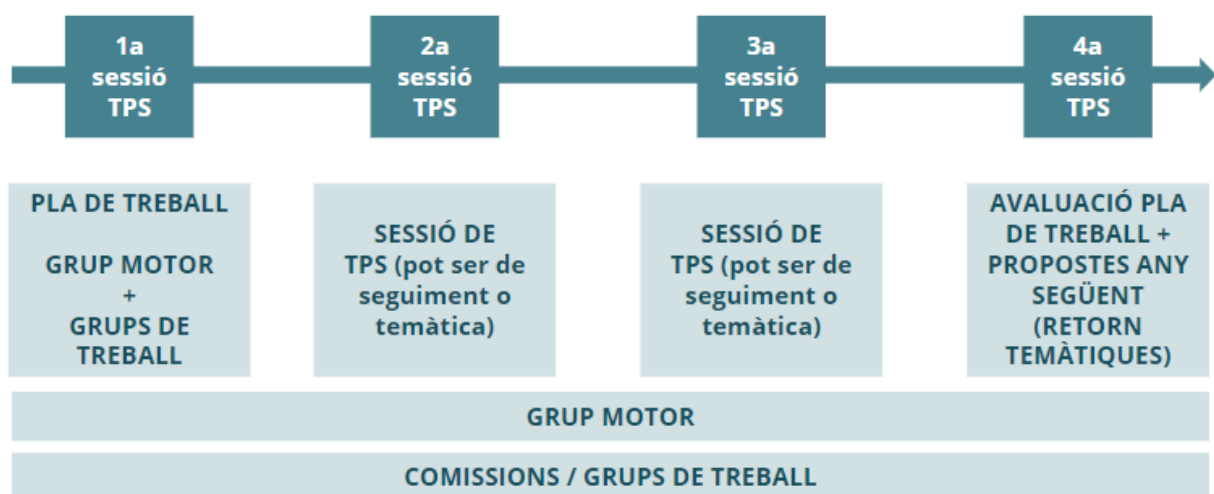 1a
sessió
TPS
2a
sessió
TPS
3a
sessió
TPS
4a
sessió
TPS
PLA DE TREBALL
GRUP MOTOR
+
GRUPS DE
TREBALL
SESSIÓ DE
TPS (pot ser de
seguiment o
temàtica)
SESSIÓ DE
TPS (pot ser de
seguiment o
temàtica)
AVALUACIÓ PLA
DE TREBALL +
PROPOSTES ANY
SEGÜENT
(RETORN
TEMÀTIQUES)
GRUP MOTOR
COMISSIONS / GRUPS DE TREBALL